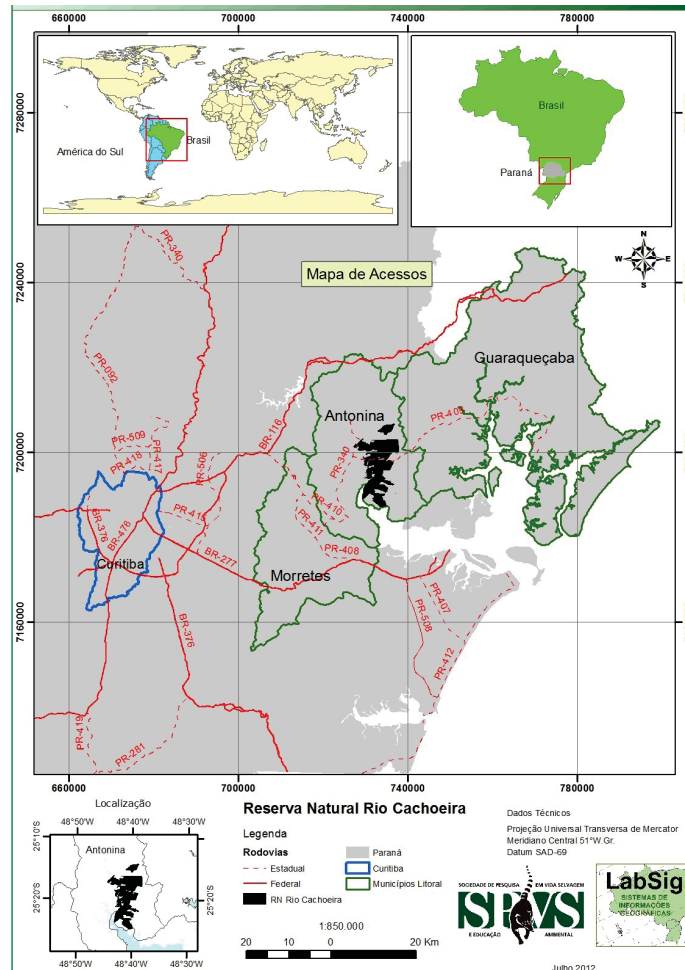 660000 700000 740000 780000
7280000
7280000
América do Sul
Brasil
Brasil
Paraná
7240000
7240000
Mapa de Acessos
N
W E
S
PR-340
PR-092
Guaraqueçaba
Antonina
PR-405
PR-509
PR-418
PR-417
PR-506
BR-116
PR-340
7200000
7200000
PR-415
PR-410
PR-411
PR-408
BR-376
BR-476
Curitiba
BR-277
Morretes
PR-407
PR-508
PR-412
7160000
7160000
BR-376
PR-419
PR-281
660000 700000 740000 780000
Localização
48°50'W 48°40'W 48°30'W
25°10'S
Antonina
25°20'S
25°20'S
48°50'W 48°40'W 48°30'W
Reserva Natural Rio Cachoeira
Legenda
Rodovias
Estadual
Federal
RN Rio Cachoeira
Paraná
Curitiba
Municípios Litoral
1:850.000
20 10 0 20 Km
Dados Técnicos
Projeção Universal Transversa de Mercator
Meridiano Central 51°W.Gr.
Datum SAD-69
SOCIEDADE DE PESQUISA EM VIDA SELVAGEM
SPVS
E EDUCAÇÃO AMBIENTAL
LabSig
SISTEMAS DE
INFORMAÇÕES
GEOGRÁFICAS
Julho 2012